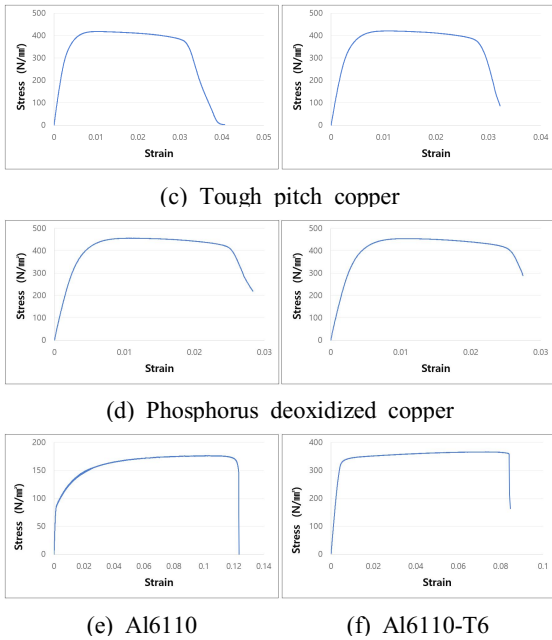 500
400
300
200
100
0
Stress (N/㎟)
0 0.01 0.02 0.03 0.04 0.05
Strain
500
400
300
200
100
0
Stress (N/㎟)
0 0.01 0.02 0.03 0.04
Strain
(c) Tough pitch copper
500
400
300
200
100
0
Stress (N/㎟)
0 0.01 0.02 0.03
Strain
500
400
300
200
100
0
Stress (N/㎟)
0 0.01 0.02 0.03
Strain
(d) Phosphorus deoxidized copper
200
150
100
50
0
Stress (N/㎟)
0 0.02 0.04 0.06 0.08 0.1 0.12 0.14
Strain
400
300
200
100
0
Stress (N/㎟)
0 0.02 0.04 0.06 0.08 0.1
Strain
(e) Al6110 (f) Al6110-T6